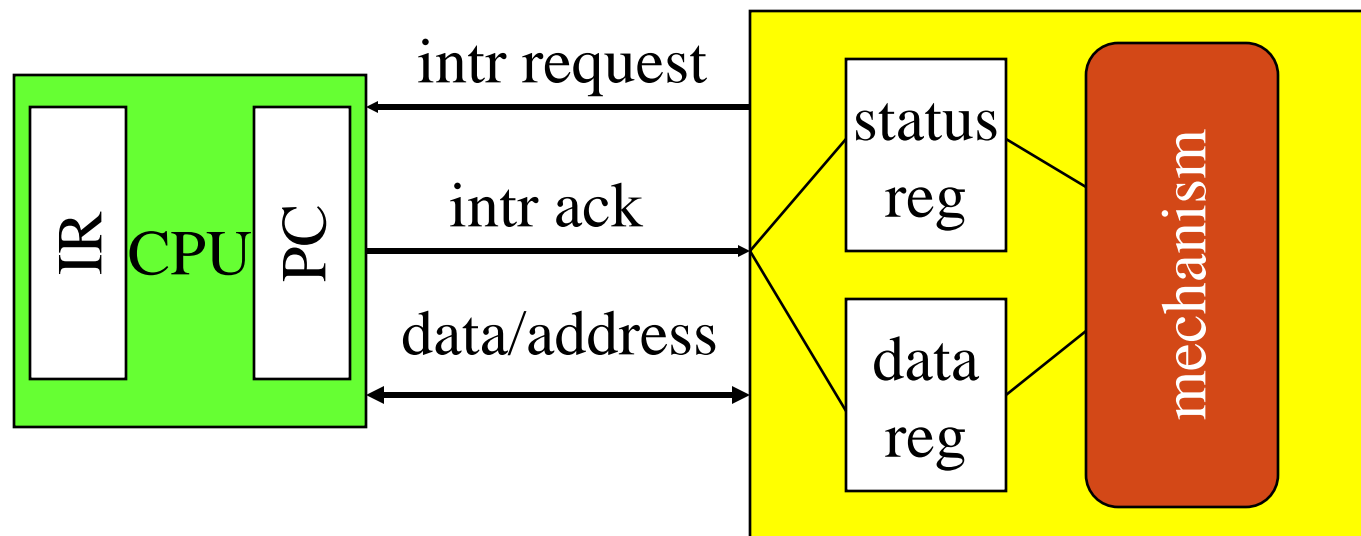 intr request
intr ack
data/address
IR
CPU
PC
status
reg
data
reg
mechanism